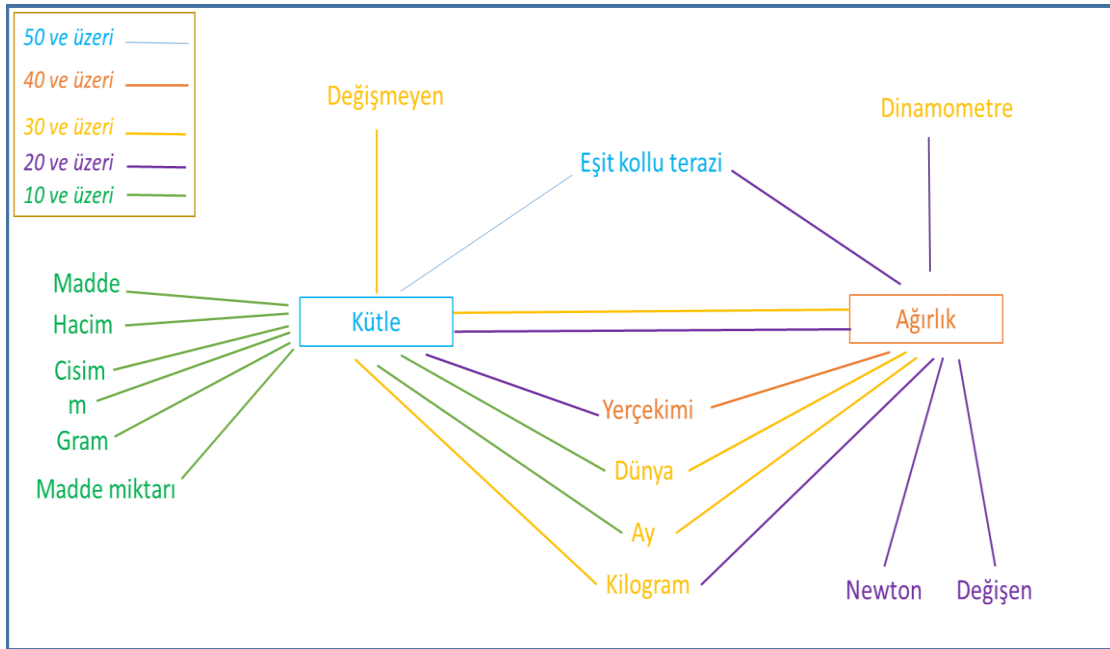 50 ve üzeri
40 ve üzeri
30 ve üzeri
20 ve üzeri
10 ve üzeri
Değişmeyen
Dinamometre
Eşit kollu terazi
Madde
Hacim
Kütle
Ağırlık
Cisim
m
Gram
Yerçekimi
Dünya
Madde miktarı
Ay
Kilogram
Newton
Değişen